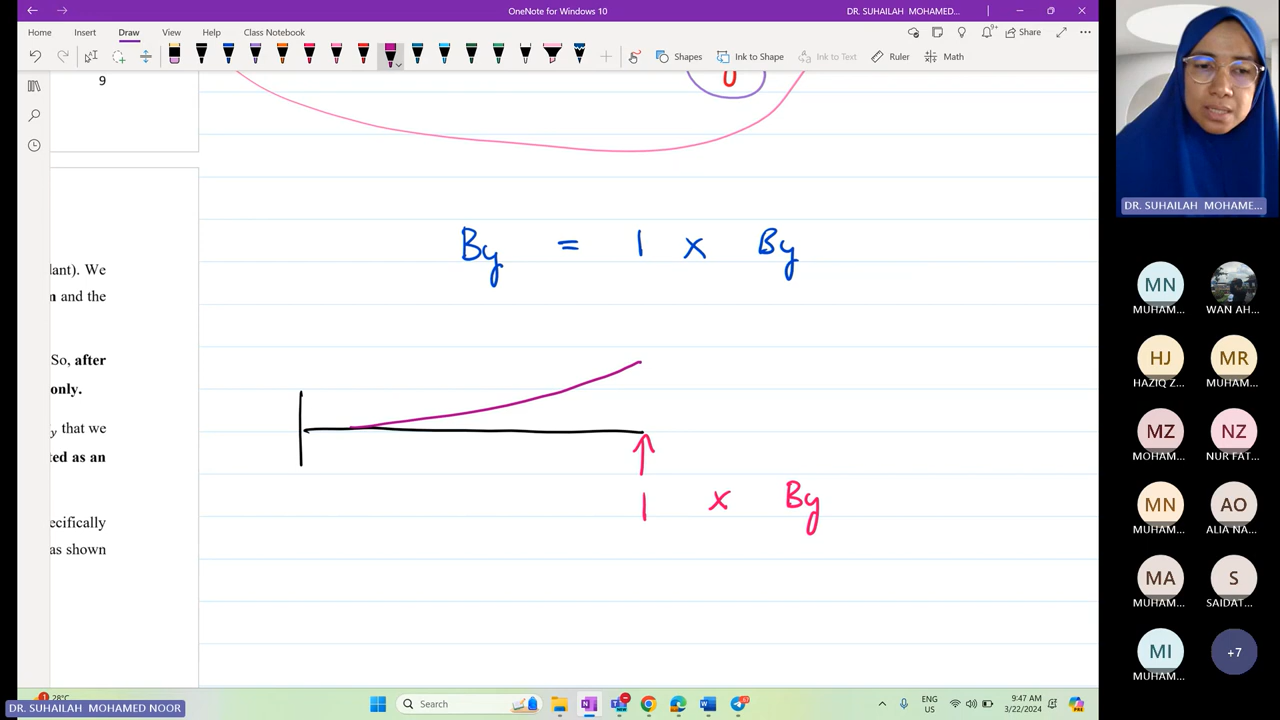 OneNote for Windows 10
DR. SUHAILAH MOHAMED...
Home Insert Draw View Help Class Notebook
Share
Shapes Ink to Shape Ink to Text Ruler Math
9
0
By = 1 x By
lant). We
n and the
So, after
only.
y that we
ted as an
ecifically
as shown
1 x By
DR. SUHAILAH MOHAME...
MN
MUHAM...
WAN AH...
HJ
HAZIQ Z...
MR
MUHAM...
MZ
MOHAM...
NZ
NUR FAT...
MN
MUHAM...
AO
ALIA NA...
MA
MUHAM...
S
SAIDAT...
MI
MUHAM...
+7
1
28°C
DR. SUHAILAH MOHAMED NOOR
Search
ENG
US
9:47 AM
3/22/2024